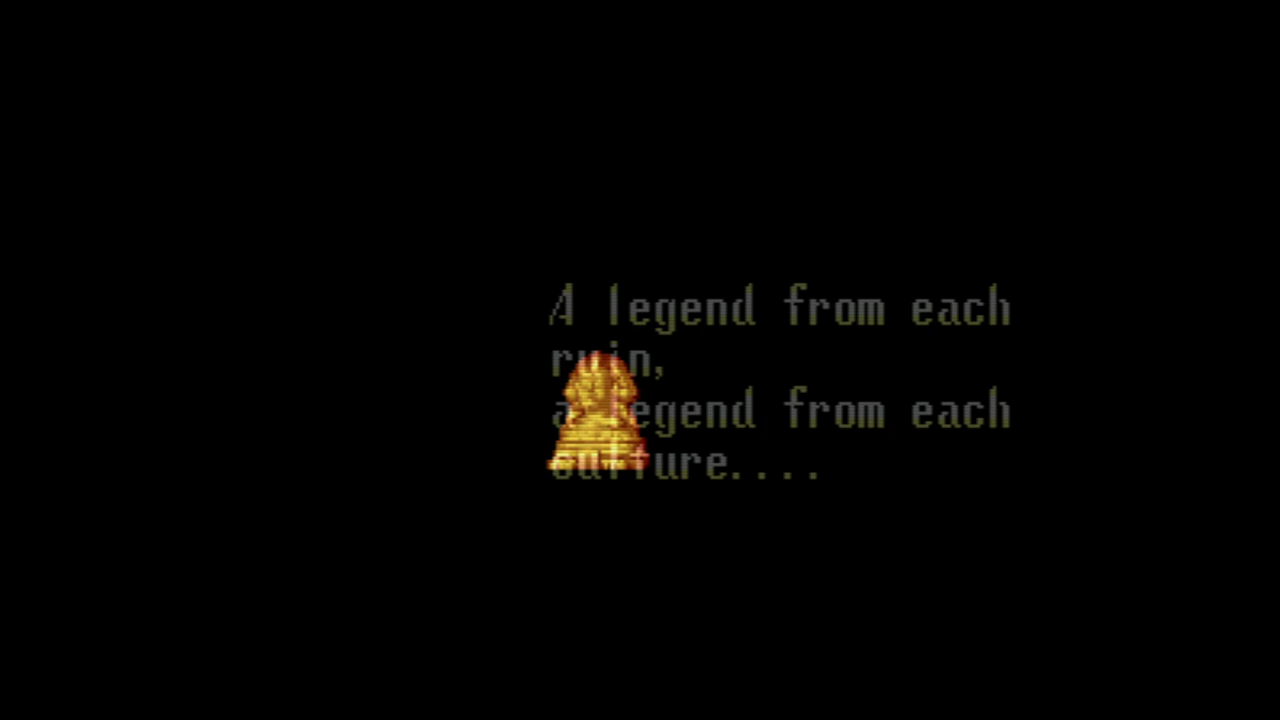 A legend from each
ruin,
a legend from each
culture....